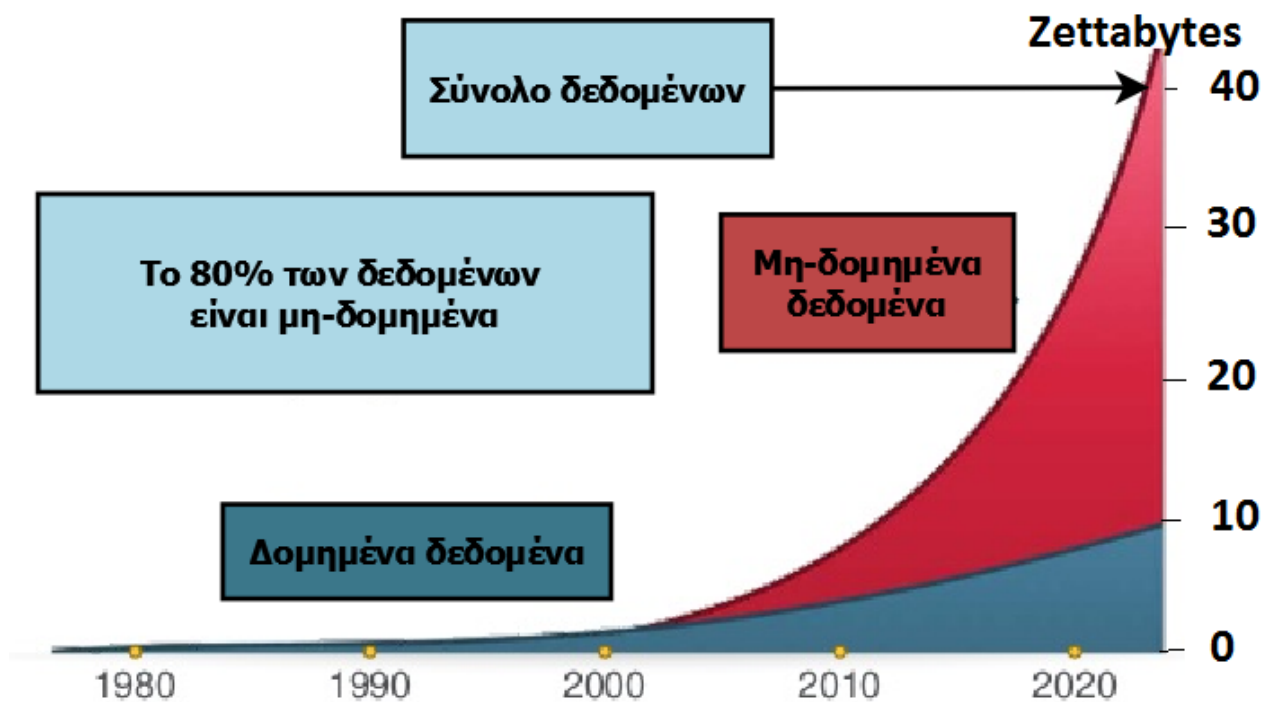 Zettabytes
Σύνολο δεδομένων
40
30
Το 80% των δεδομένων
είναι μη-δομημένα
Μη-δομημένα
δεδομένα
20
10
Δομημένα δεδομένα
0
1980 1990 2000 2010 2020